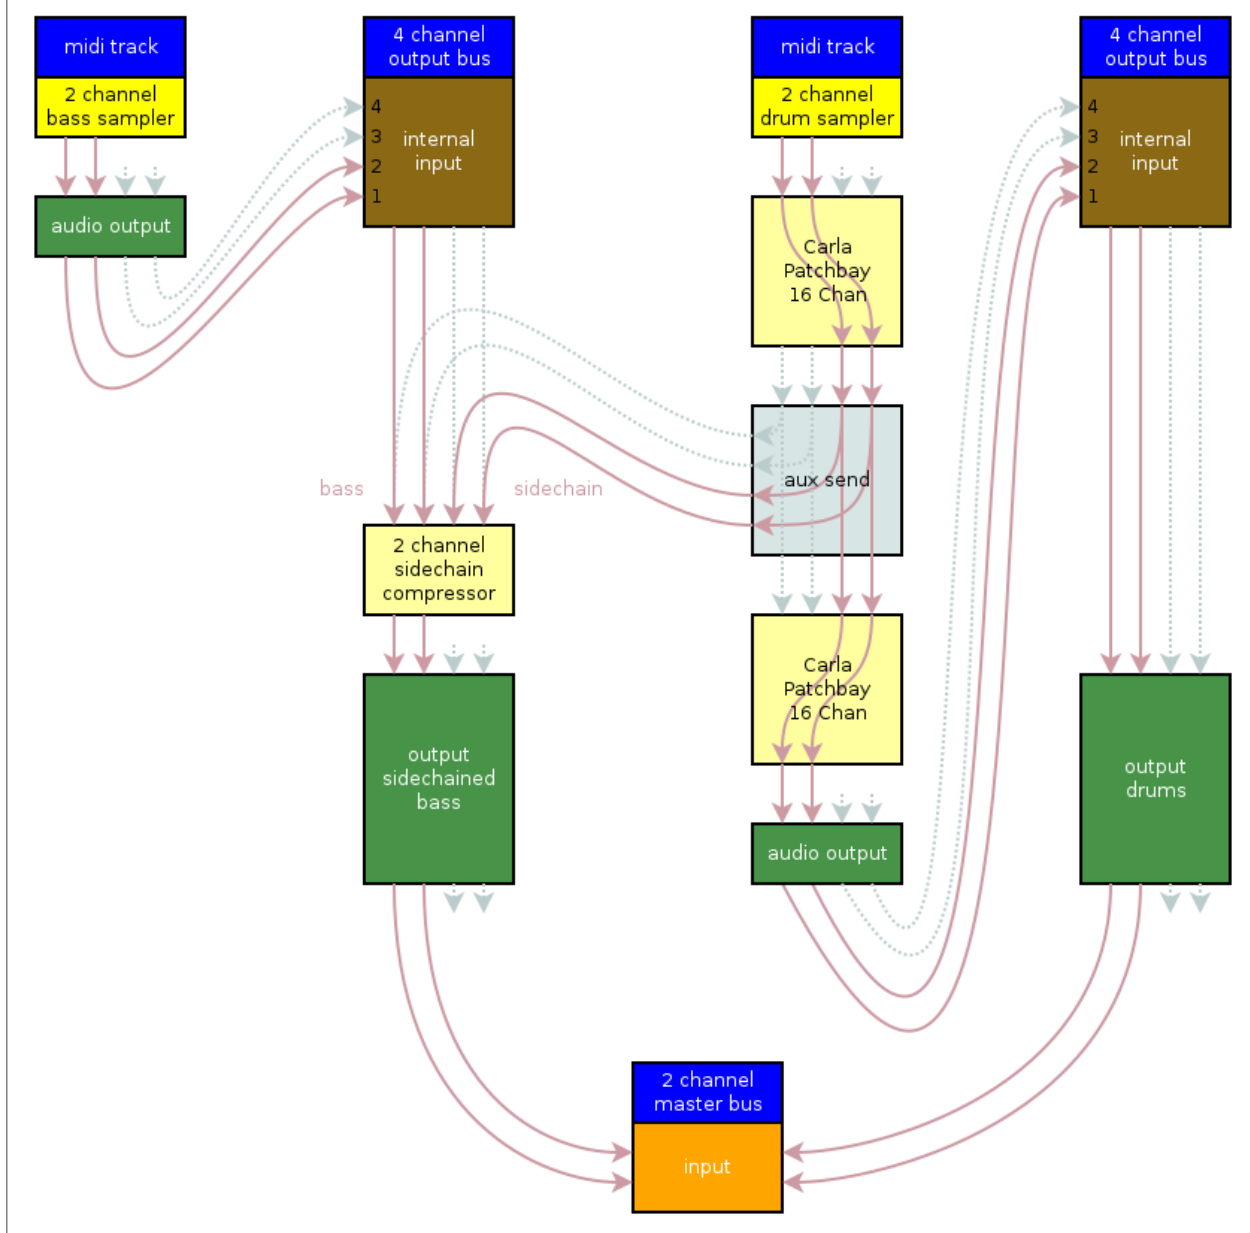 midi track
2 channel
bass sampler
audio output
4 channel
output bus
4
3
2
1
internal
input
bass
sidechain
2 channel
sidechain
compressor
output
sidechained
bass
midi track
2 channel
drum sampler
Carla
Patchbay
16 Chan
aux send
Carla
Patchbay
16 Chan
audio output
4 channel
output bus
4
3
2
1
internal
input
output
drums
2 channel
master bus
input